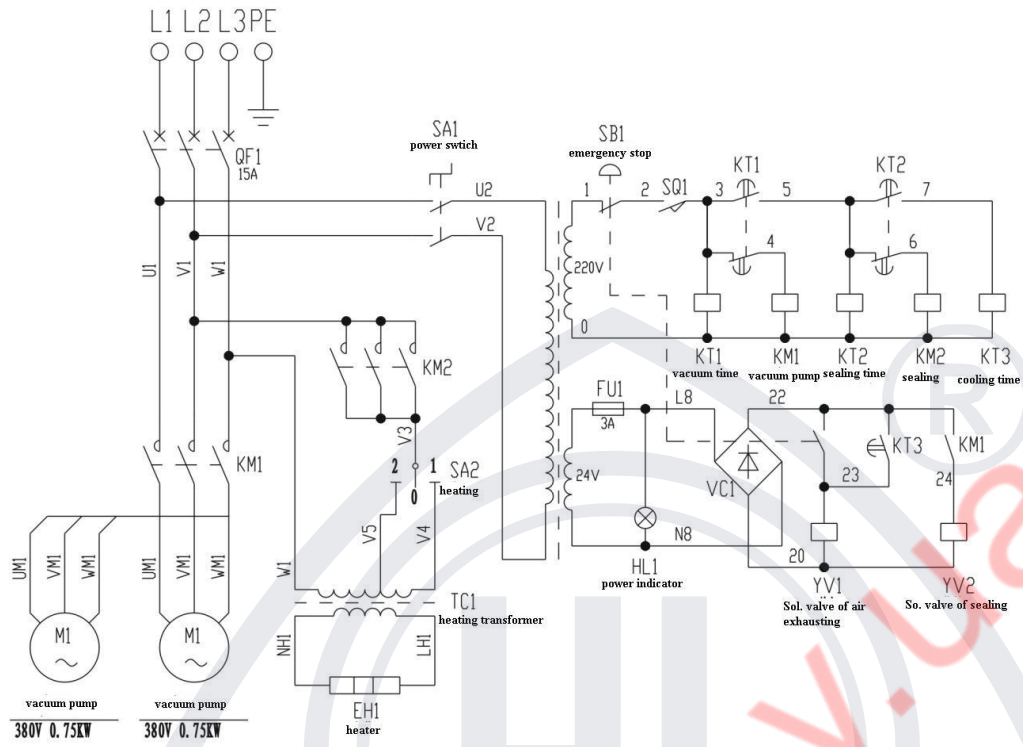 L1 L2 L3 PE
QF1
15A
SA1
power swtich
U2
V2
SB1
emergency stop
1
2
SQ1
3
KT1
5
KT2
7
4
6
220V
0
KT1
vacuum time
KM1
vacuum pump
KT2
sealing time
KM2
sealing
KT3
cooling time
U1
V1
W1
KM2
V3
2
1
0
SA2
heating
V5
V4
KM1
FU1
3A
L8
22
24V
VC1
23
KT3
KM1
24
N8
20
HL1
power indicator
YV1
Sol. valve of air
exhausting
YV2
So. valve of sealing
UM1
VM1
WM1
UM1
VM1
WM1
W1
TC1
heating transformer
NH1
LH1
EH1
heater
M1
M1
vacuum pump
380V 0.75KW
vacuum pump
380V 0.75KW
R
v.ua